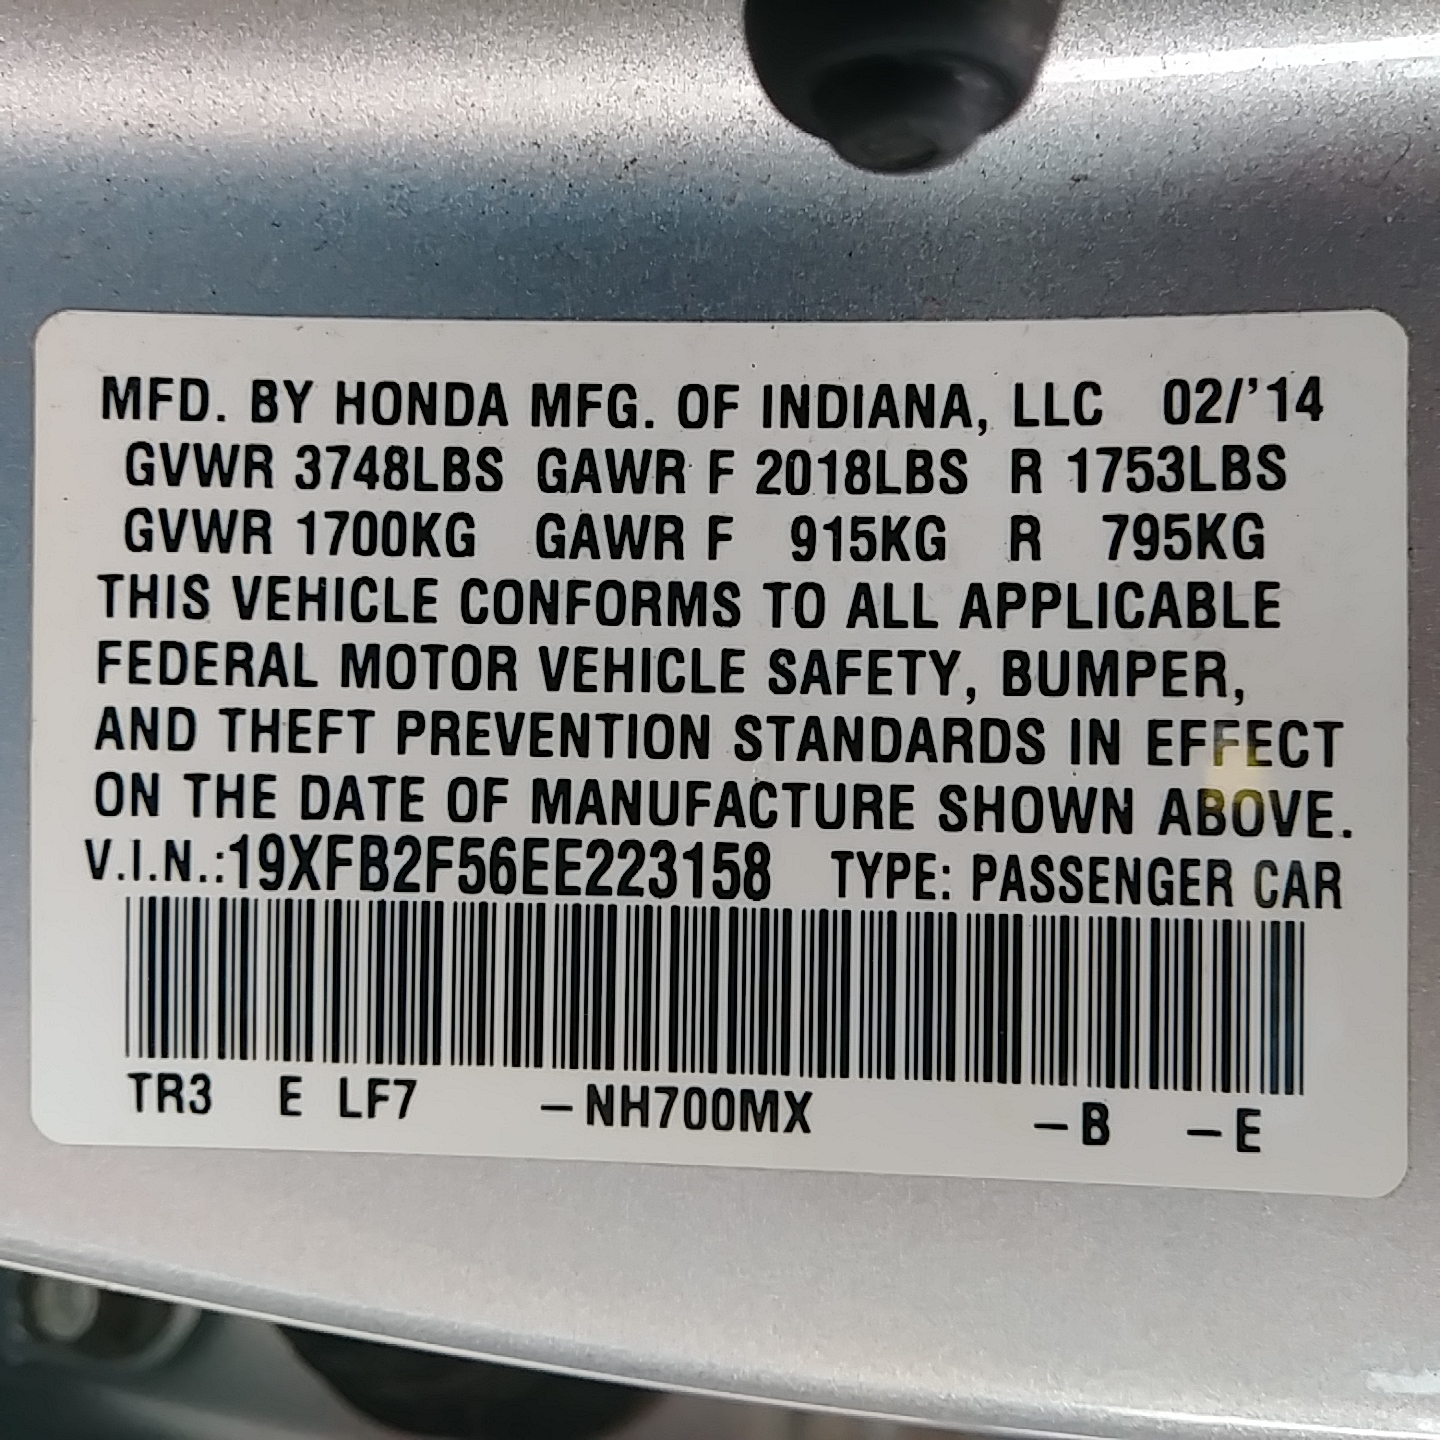 MFD. BY HONDA MFG. OF INDIANA, LLC 02/'14
GVWR 3748LBS GAWR F 2018LBS R 1753LBS
GVWR 1700KG GAWR F 915KG R 795KG
THIS VEHICLE CONFORMS TO ALL APPLICABLE
FEDERAL MOTOR VEHICLE SAFETY, BUMPER,
AND THEFT PREVENTION STANDARDS IN EFFECT
ON THE DATE OF MANUFACTURE SHOWN ABOVE.
V.I.N.:19XFB2F56EE223158 TYPE: PASSENGER CAR
TR3 E LF7 –NH700MX –B –E